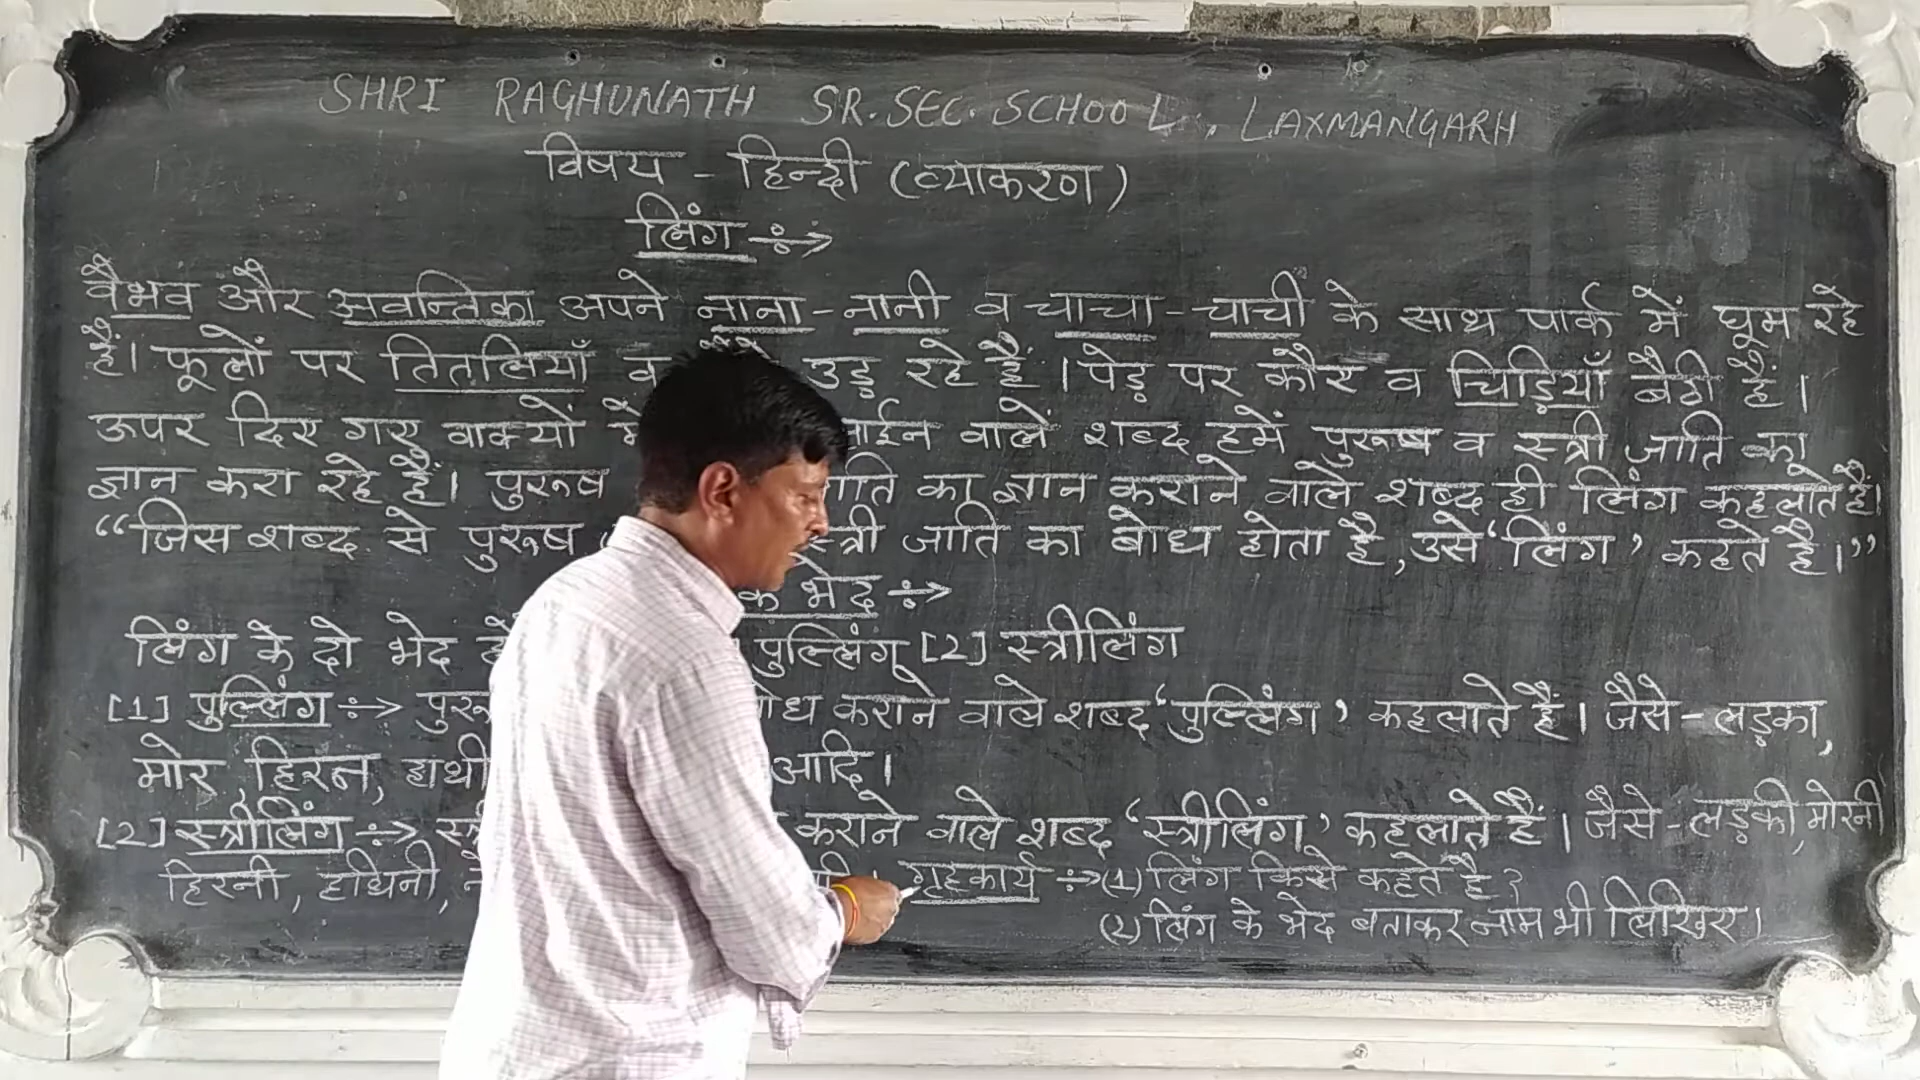 SHRI RAGHUNATH SR. SEC. SCHOOL, LAXMANGARH
विषय - हिन्दी (व्याकरण)
लिंग ÷→
वैभव और अवन्तिका अपने नाना-नानी व चाचा-चाची के साथ पार्क में घूम रहे
हैं। फूलों पर तितलियाँ व उड़ रहे हैं। पेड़ पर कौए व चिड़ियाँ बैठी हैं।
ऊपर दिए गए वाक्यों वाले शब्द हमें पुरूष व स्त्री जाति का
ज्ञान करा रहे हैं। पुरूष का ज्ञान कराने वाले शब्द ही लिंग कहलाते हैं।
“जिस शब्द से पुरूष स्त्री जाति का बोध होता है, उसे ‘लिंग’ कहते हैं।”
के भेद ÷→
लिंग के दो भेद पुल्लिंग [2] स्त्रीलिंग
[1] पुल्लिंग ÷→ कराने वाले शब्द ‘पुल्लिंग’ कहलाते हैं। जैसे - लड़का,
मोर, हिरन, हाथी आदि।
[2] स्त्रीलिंग ÷→ कराने वाले शब्द ‘स्त्रीलिंग’ कहलाते हैं। जैसे - लड़की, मोरनी
हिरनी, हथिनी, गृहकार्य ÷→ (1) लिंग किसे कहते है?
(2) लिंग के भेद बताकर नाम भी लिखिए।